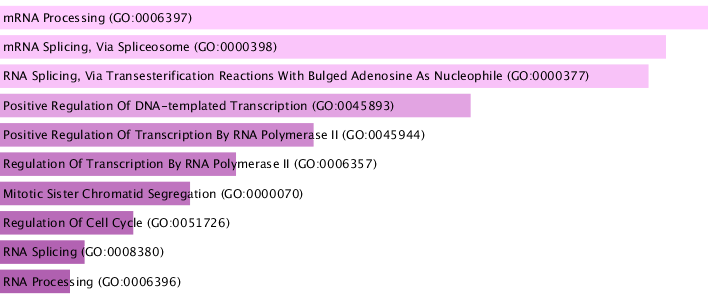 mRNA Processing (GO:0006397)
mRNA Splicing, Via Spliceosome (GO:0000398)
RNA Splicing, Via Transesterification Reactions With Bulged Adenosine As Nucleophile (GO:0000377)
Positive Regulation Of DNA-templated Transcription (GO:0045893)
Positive Regulation Of Transcription By RNA Polymerase II (GO:0045944)
Regulation Of Transcription By RNA Polymerase II (GO:0006357)
Mitotic Sister Chromatid Segregation (GO:0000070)
Regulation Of Cell Cycle (GO:0051726)
RNA Splicing (GO:0008380)
RNA Processing (GO:0006396)